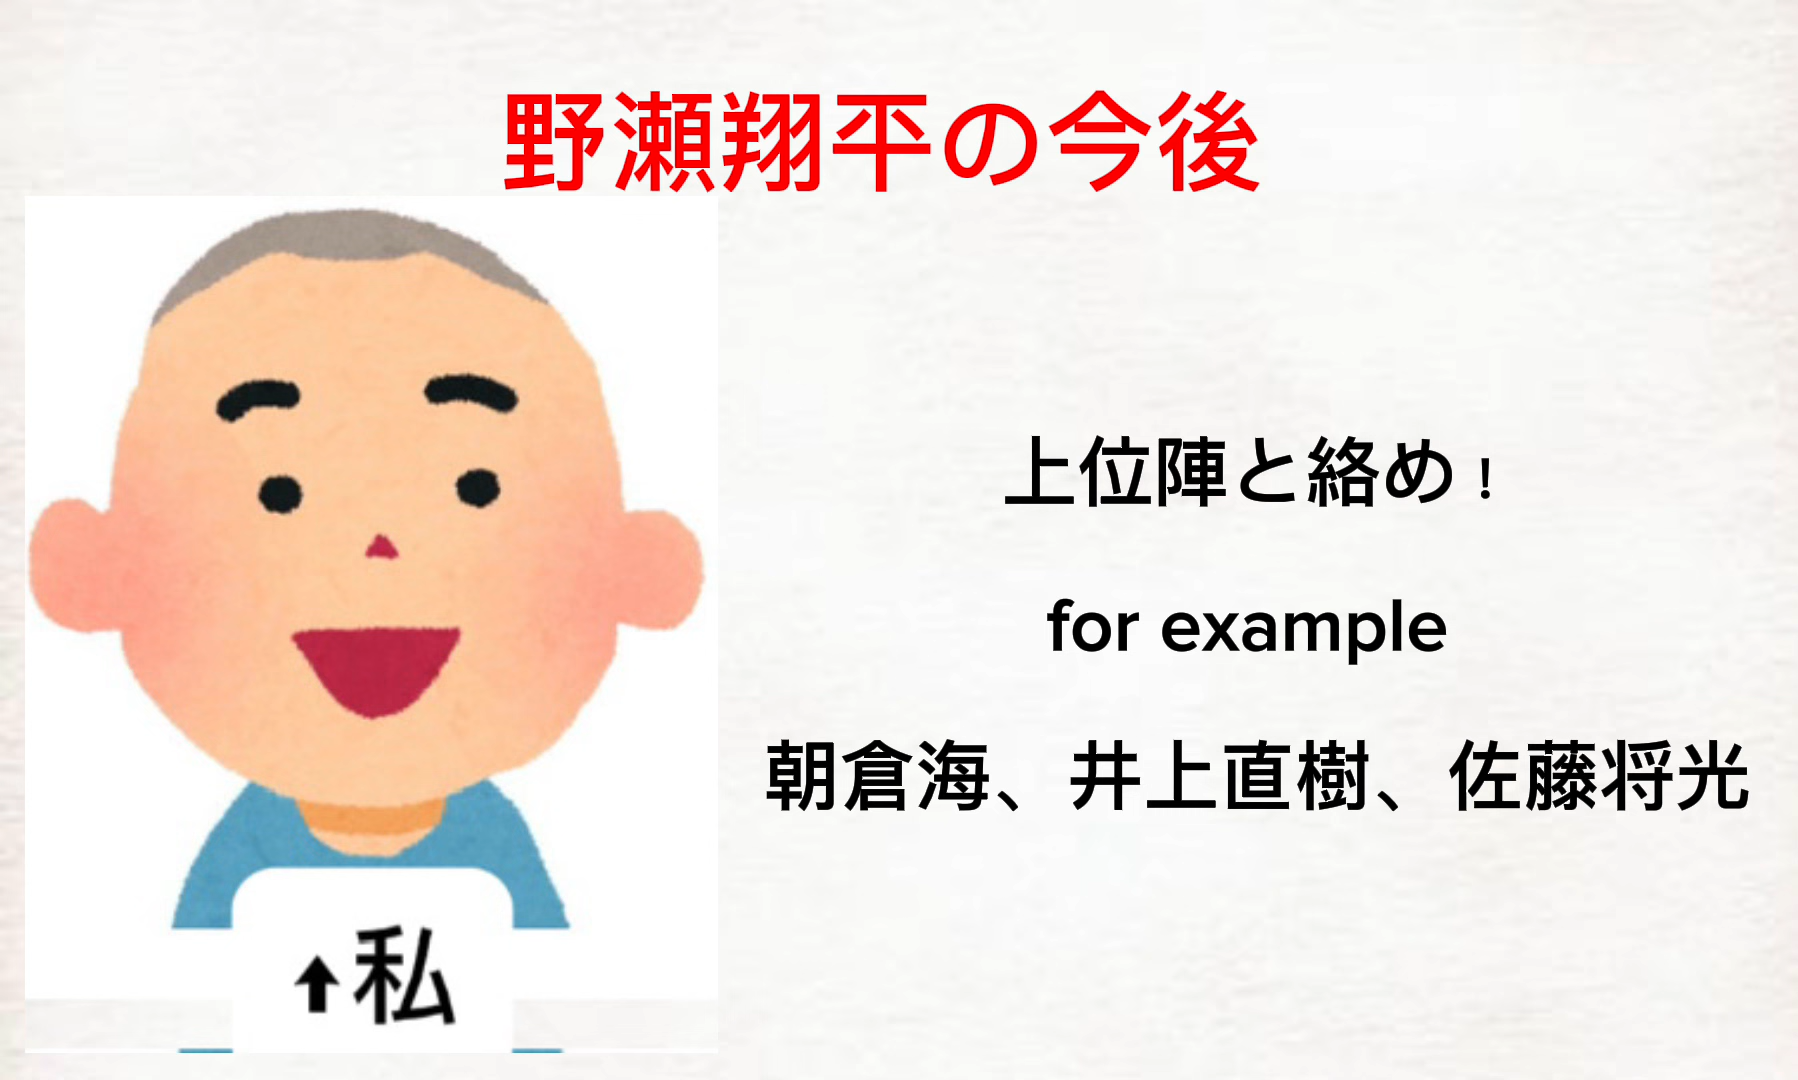 野瀬翔平の今後
上位陣と絡め！
for example
朝倉海、井上直樹、佐藤将光
⬆私